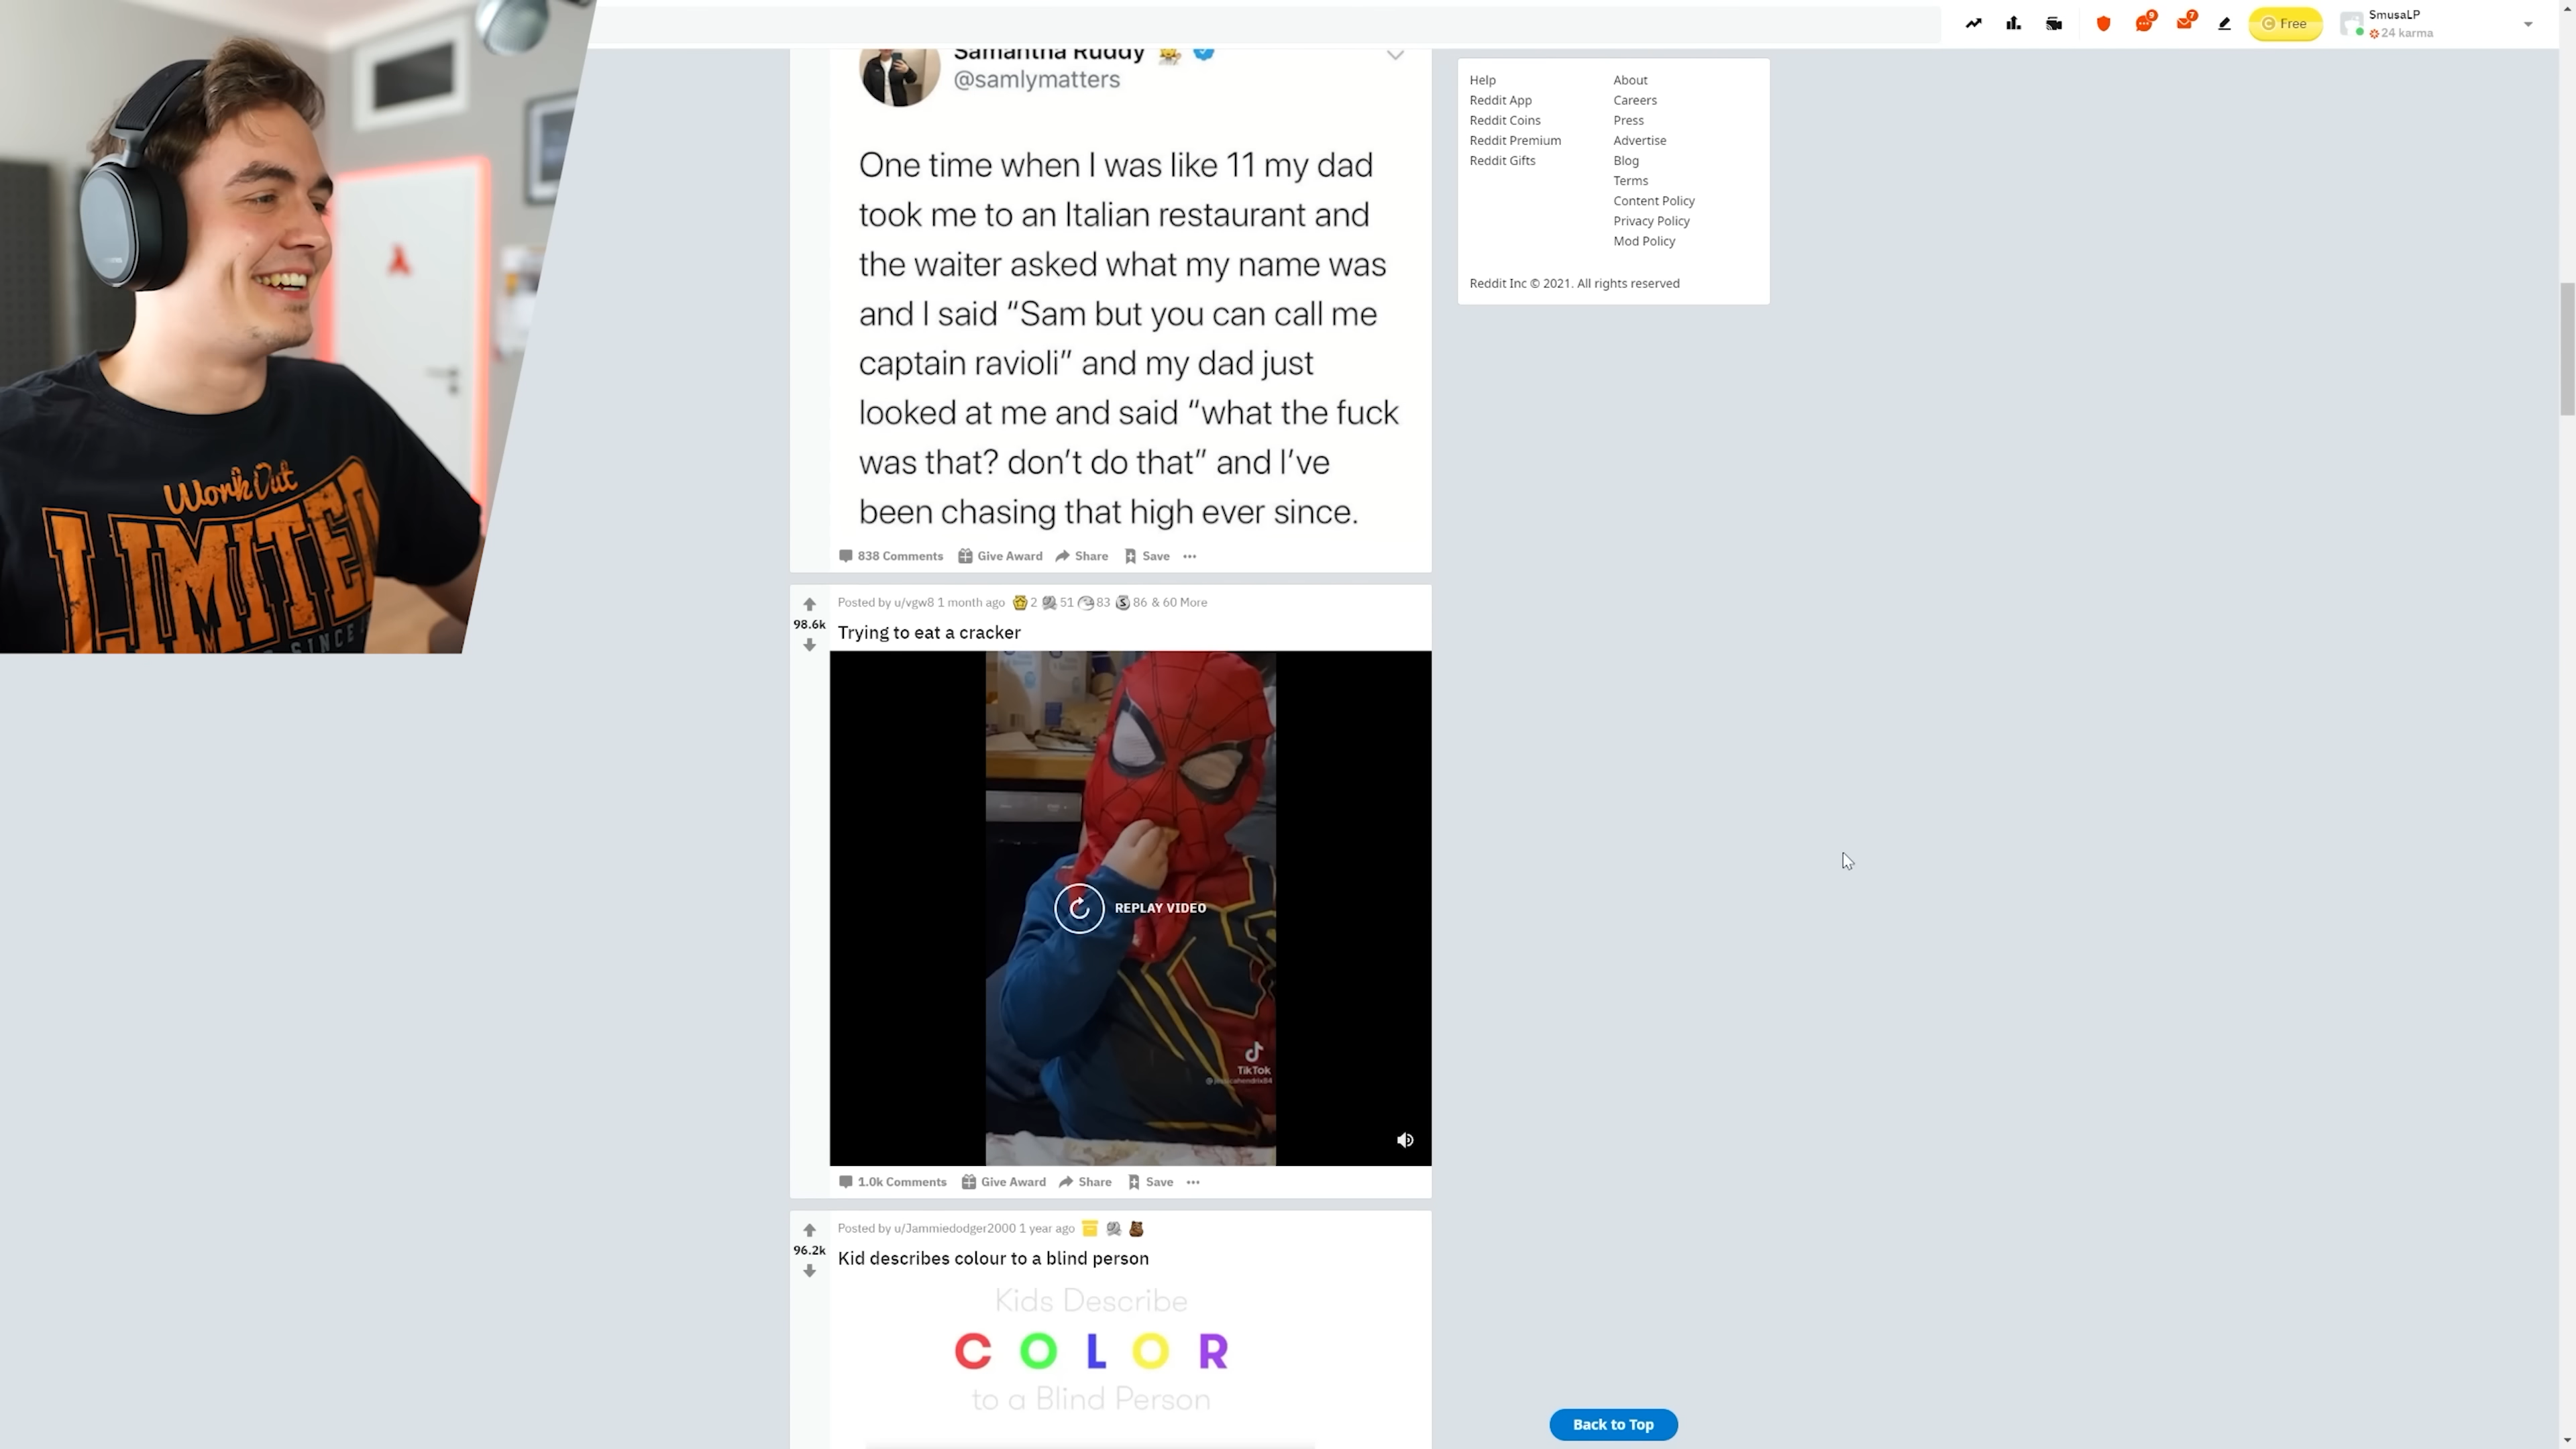 Free
SmusaLP
24 karma
9
7
Samantha Ruddy
@samlymatters
One time when I was like 11 my dad
took me to an Italian restaurant and
the waiter asked what my name was
and I said “Sam but you can call me
captain ravioli” and my dad just
looked at me and said “what the fuck
was that? don’t do that” and I’ve
been chasing that high ever since.
838 Comments Give Award Share Save
Help
Reddit App
Reddit Coins
Reddit Premium
Reddit Gifts
About
Careers
Press
Advertise
Blog
Terms
Content Policy
Privacy Policy
Mod Policy
Reddit Inc © 2021. All rights reserved
Work Out
LIMITED
SINCE
98.6k
Posted by u/vgw8 1 month ago 2 51 83 S 86 & 60 More
Trying to eat a cracker
REPLAY VIDEO
TikTok
1.0k Comments Give Award Share Save
96.2k
Posted by u/Jammiedodger2000 1 year ago
Kid describes colour to a blind person
Kids Describe
COLOR
to a Blind Person
Back to Top